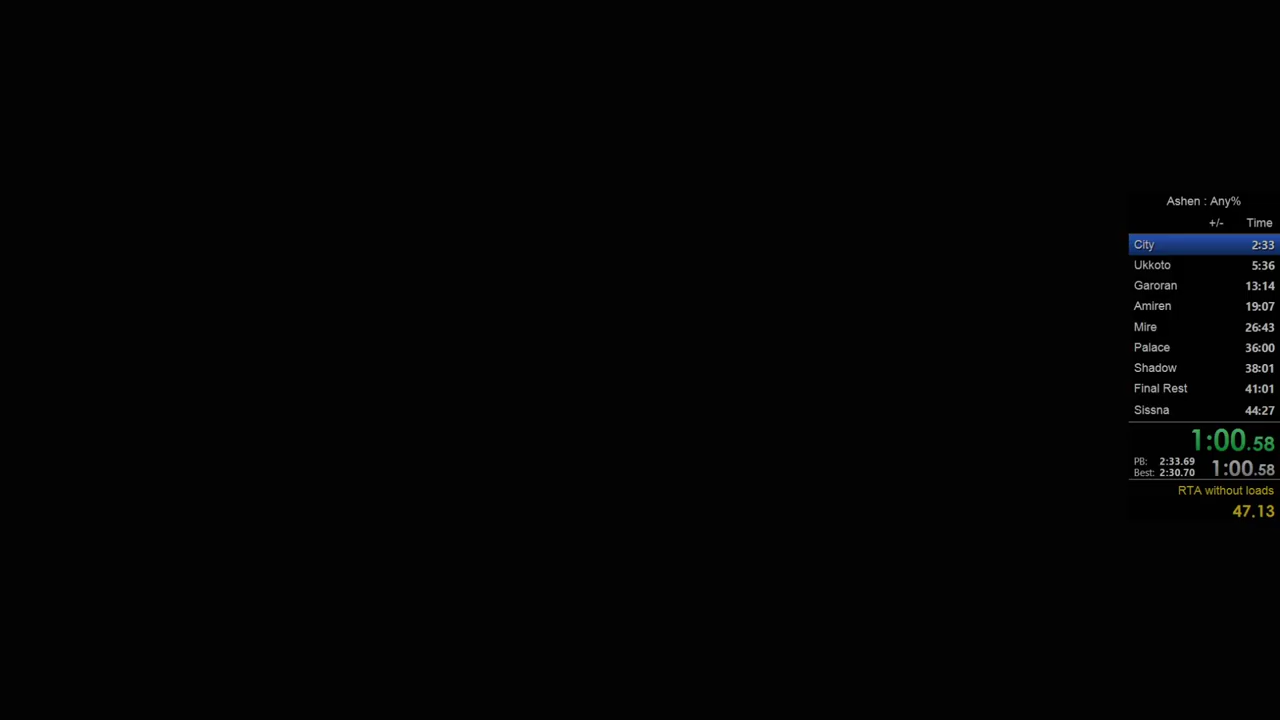 Ashen : Any%
+/- Time
City 2:33
Ukkoto 5:36
Garoran 13:14
Amiren 19:07
Mire 26:43
Palace 36:00
Shadow 38:01
Final Rest 41:01
Sissna 44:27
1:00.58
PB: 2:33.69
Best: 2:30.70
1:00.58
RTA without loads
47.13